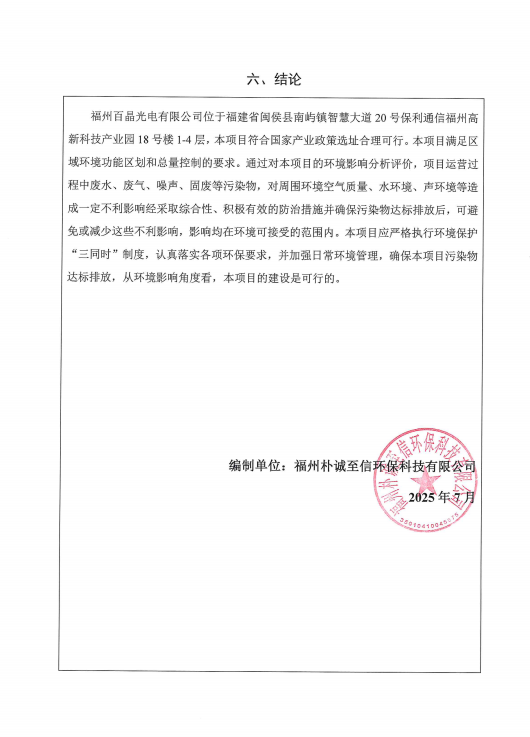 六、结论
福州百晶光电有限公司位于福建省闽侯县南屿镇智慧大道 20 号保利通信福州高
新科技产业园 18 号楼 1-4 层，本项目符合国家产业政策选址合理可行。本项目满足区
域环境功能区划和总量控制的要求。通过对本项目的环境影响分析评价，项目运营过
程中废水、废气、噪声、固废等污染物，对周围环境空气质量、水环境、声环境等造
成一定不利影响经采取综合性、积极有效的防治措施并确保污染物达标排放后，可避
免或减少这些不利影响，影响均在环境可接受的范围内。本项目应严格执行环境保护
“三同时”制度，认真落实各项环保要求，并加强日常环境管理，确保本项目污染物
达标排放，从环境影响角度看，本项目的建设是可行的。
编制单位：福州朴诚至信环保科技有限公司
2025 年 7 月
福州朴诚至信环保科技有限公司